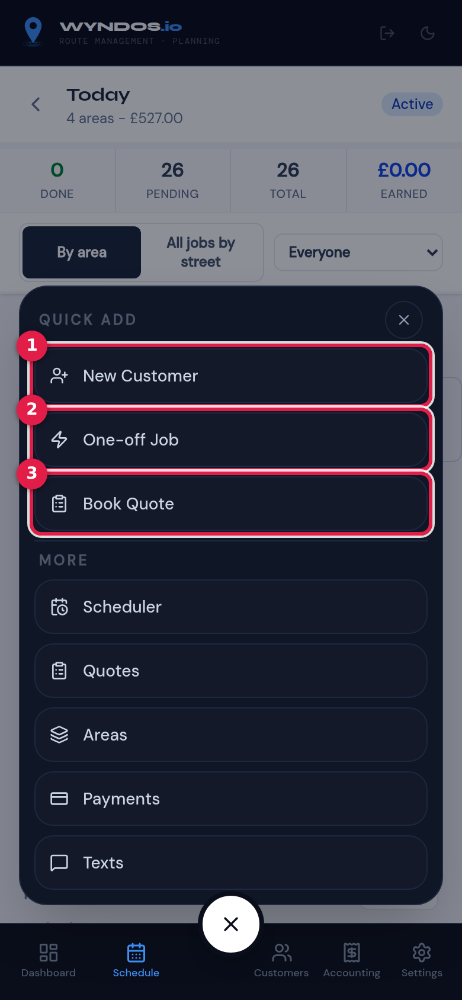 WYNDOS.io
ROUTE MANAGEMENT · PLANNING
Today
4 areas - £527.00
Active
0
DONE
26
PENDING
26
TOTAL
£0.00
EARNED
By area
All jobs by
street
Everyone
QUICK ADD
1
New Customer
2
One-off Job
3
Book Quote
MORE
Scheduler
Quotes
Areas
Payments
Texts
Dashboard
Schedule
Customers
Accounting
Settings